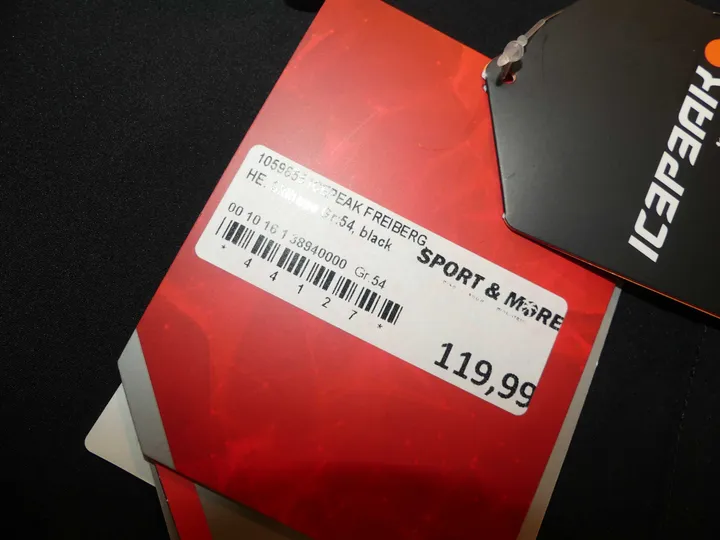 ICEPEAK
ICEPEAK FREIBERG
HE, Gr:54, black
00 10 16 1 38940000 Gr.54
* 4 4 1 2 7 *
SPORT & MORE
119,99